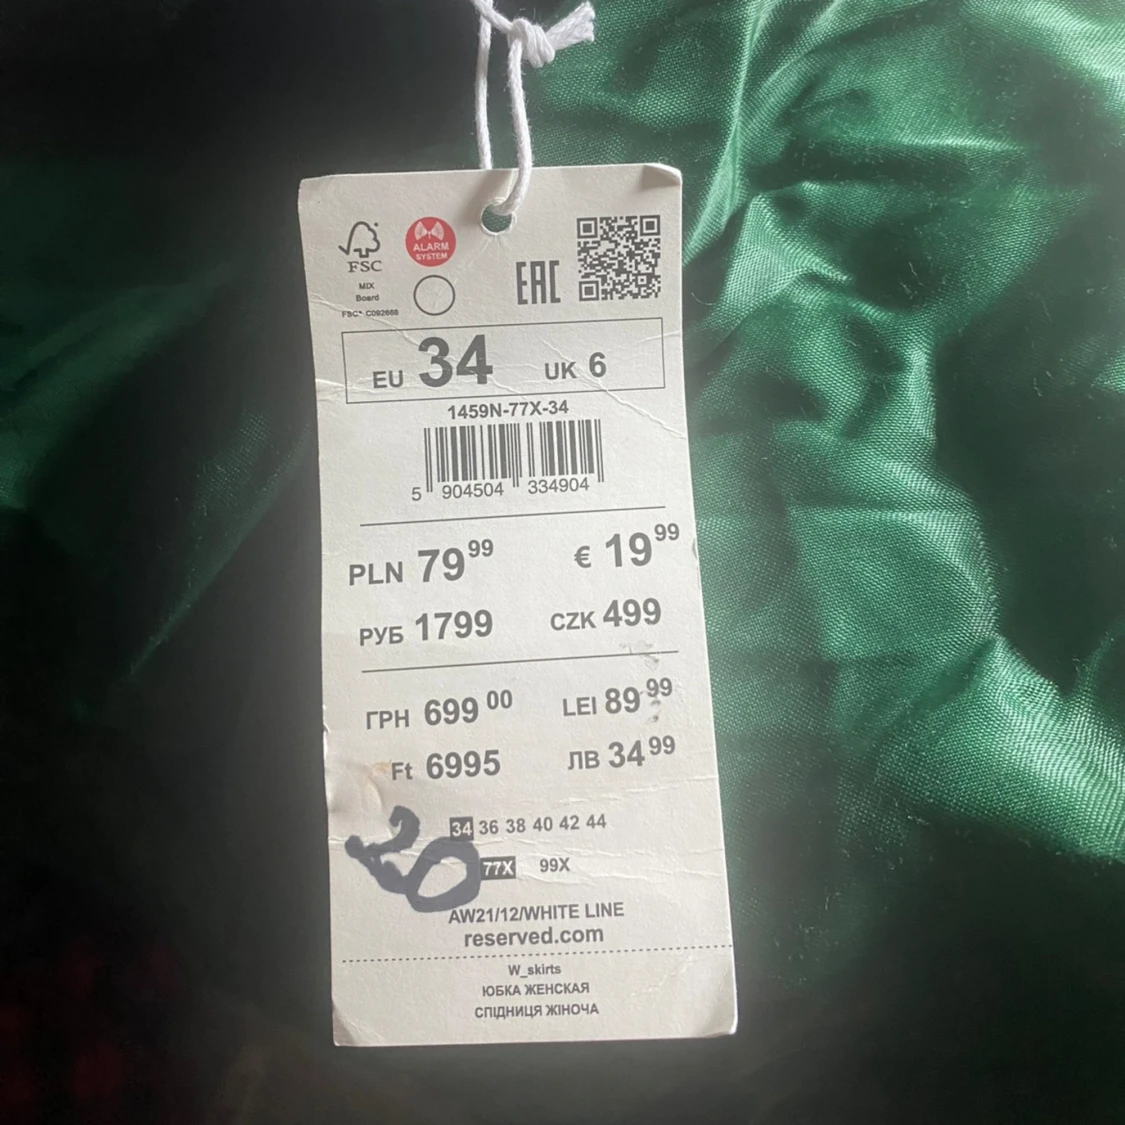 FSC
MIX
Board
FSC® C092668
ALARM
SYSTEM
EAC
EU 34 UK 6
1459N-77X-34
5 904504 334904
PLN 79 99 € 19 99
РУБ 1799 CZK 499
ГРН 699 00 LEI 89 99
Ft 6995 ЛВ 34 99
34 36 38 40 42 44
20
77X 99X
AW21/12/WHITE LINE
reserved.com
W_skirts
ЮБКА ЖЕНСКАЯ
СПІДНИЦЯ ЖІНОЧА